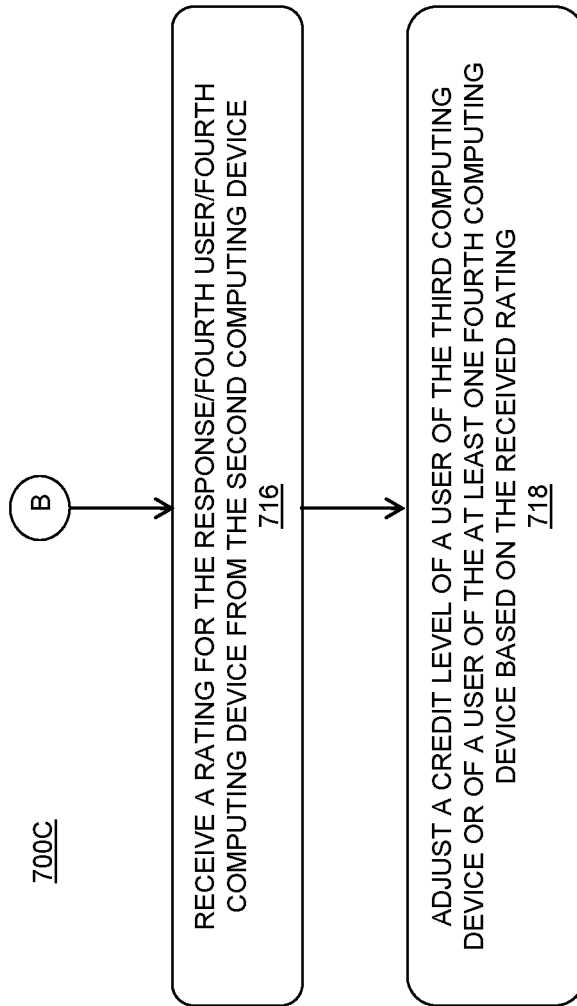 700C
B
RECEIVE A RATING FOR THE RESPONSE/FOURTH USER/FOURTH
COMPUTING DEVICE FROM THE SECOND COMPUTING DEVICE
716
ADJUST A CREDIT LEVEL OF A USER OF THE THIRD COMPUTING
DEVICE OR OF A USER OF THE AT LEAST ONE FOURTH COMPUTING
DEVICE BASED ON THE RECEIVED RATING
718